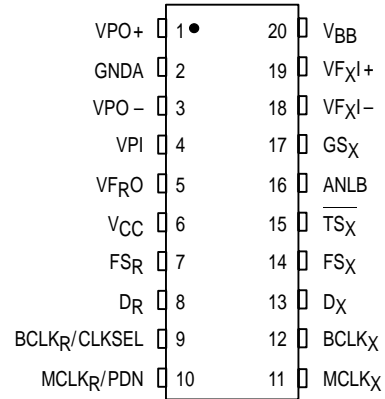 VPO+ 1 20 VBB
GNDA 2 19 VFXI+
VPO – 3 18 VFXI–
VPI 4 17 GSX
VFRO 5 16 ANLB
VCC 6 15 TSX
FSR 7 14 FSX
DR 8 13 DX
BCLKR/CLKSEL 9 12 BCLKX
MCLKR/PDN 10 11 MCLKX